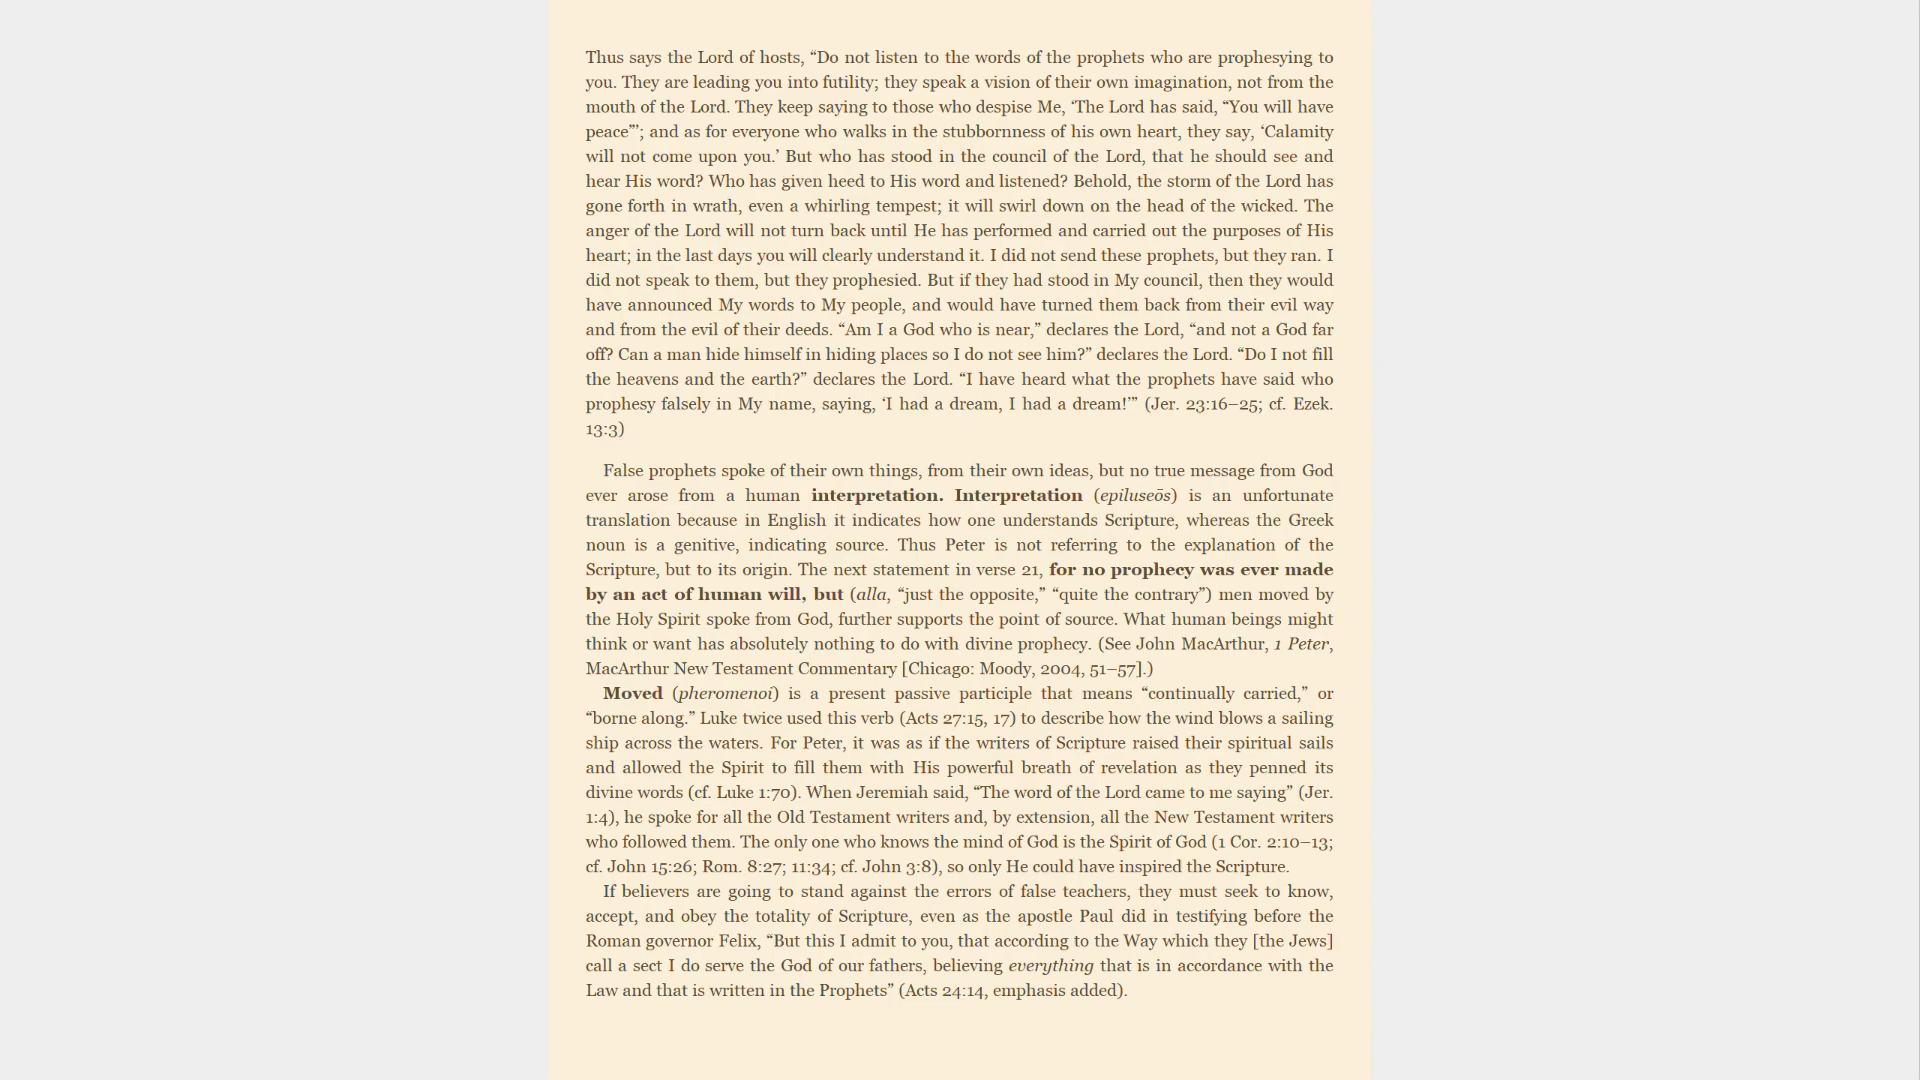 Thus says the Lord of hosts, “Do not listen to the words of the prophets who are prophesying to
you. They are leading you into futility; they speak a vision of their own imagination, not from the
mouth of the Lord. They keep saying to those who despise Me, ‘The Lord has said, “You will have
peace”’; and as for everyone who walks in the stubbornness of his own heart, they say, ‘Calamity
will not come upon you.’ But who has stood in the council of the Lord, that he should see and
hear His word? Who has given heed to His word and listened? Behold, the storm of the Lord has
gone forth in wrath, even a whirling tempest; it will swirl down on the head of the wicked. The
anger of the Lord will not turn back until He has performed and carried out the purposes of His
heart; in the last days you will clearly understand it. I did not send these prophets, but they ran. I
did not speak to them, but they prophesied. But if they had stood in My council, then they would
have announced My words to My people, and would have turned them back from their evil way
and from the evil of their deeds. “Am I a God who is near,” declares the Lord, “and not a God far
off? Can a man hide himself in hiding places so I do not see him?” declares the Lord. “Do I not fill
the heavens and the earth?” declares the Lord. “I have heard what the prophets have said who
prophesy falsely in My name, saying, ‘I had a dream, I had a dream!’” (Jer. 23:16–25; cf. Ezek.
13:3)
False prophets spoke of their own things, from their own ideas, but no true message from God
ever arose from a human interpretation. Interpretation (epiluseōs) is an unfortunate
translation because in English it indicates how one understands Scripture, whereas the Greek
noun is a genitive, indicating source. Thus Peter is not referring to the explanation of the
Scripture, but to its origin. The next statement in verse 21, for no prophecy was ever made
by an act of human will, but (alla, “just the opposite,” “quite the contrary”) men moved by
the Holy Spirit spoke from God, further supports the point of source. What human beings might
think or want has absolutely nothing to do with divine prophecy. (See John MacArthur, 1 Peter,
MacArthur New Testament Commentary [Chicago: Moody, 2004, 51–57].)
Moved (pheromenoi) is a present passive participle that means “continually carried,” or
“borne along.” Luke twice used this verb (Acts 27:15, 17) to describe how the wind blows a sailing
ship across the waters. For Peter, it was as if the writers of Scripture raised their spiritual sails
and allowed the Spirit to fill them with His powerful breath of revelation as they penned its
divine words (cf. Luke 1:70). When Jeremiah said, “The word of the Lord came to me saying” (Jer.
1:4), he spoke for all the Old Testament writers and, by extension, all the New Testament writers
who followed them. The only one who knows the mind of God is the Spirit of God (1 Cor. 2:10–13;
cf. John 15:26; Rom. 8:27; 11:34; cf. John 3:8), so only He could have inspired the Scripture.
If believers are going to stand against the errors of false teachers, they must seek to know,
accept, and obey the totality of Scripture, even as the apostle Paul did in testifying before the
Roman governor Felix, “But this I admit to you, that according to the Way which they [the Jews]
call a sect I do serve the God of our fathers, believing everything that is in accordance with the
Law and that is written in the Prophets” (Acts 24:14, emphasis added).